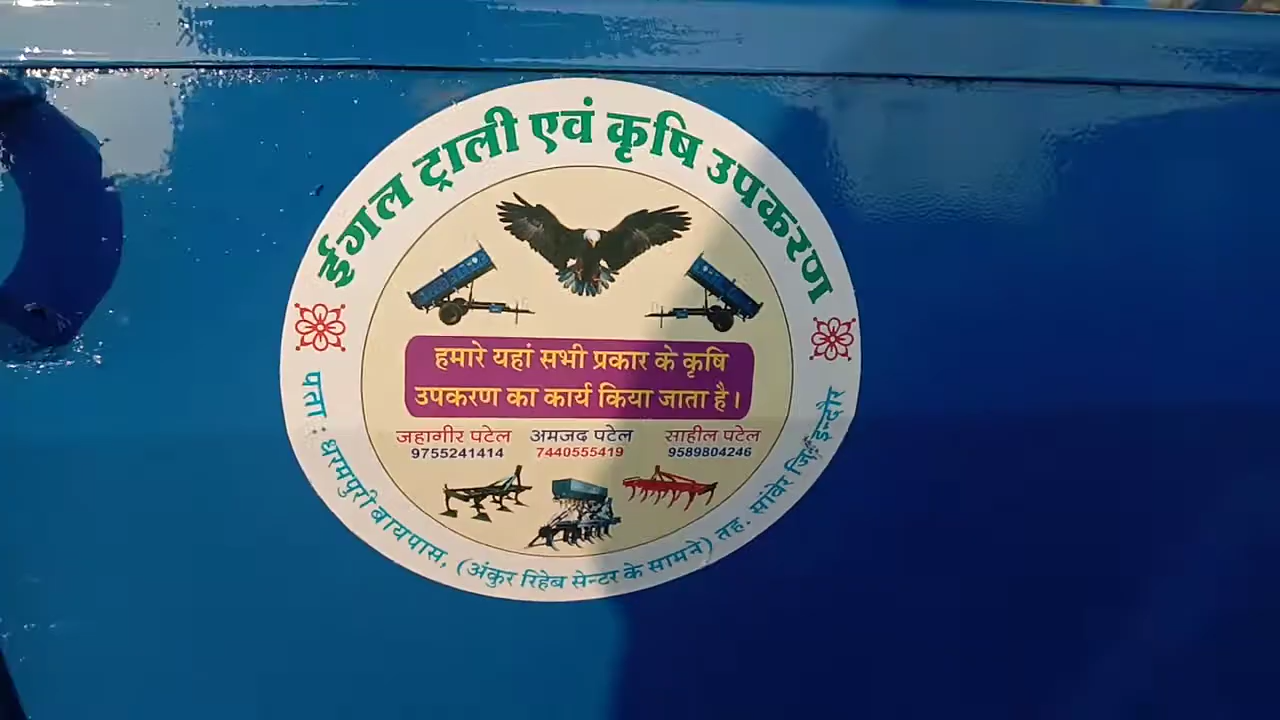 ईगल ट्राली एवं कृषि उपकरण
हमारे यहां सभी प्रकार के कृषि
उपकरण का कार्य किया जाता है।
जहागीर पटेल अमजद पटेल साहील पटेल
9755241414 7440555419 9589804246
पता : धरमपुरी बायपास, (अंकुर रिहेब सेन्टर के सामने) तह. सांवेर जि. इन्दौर